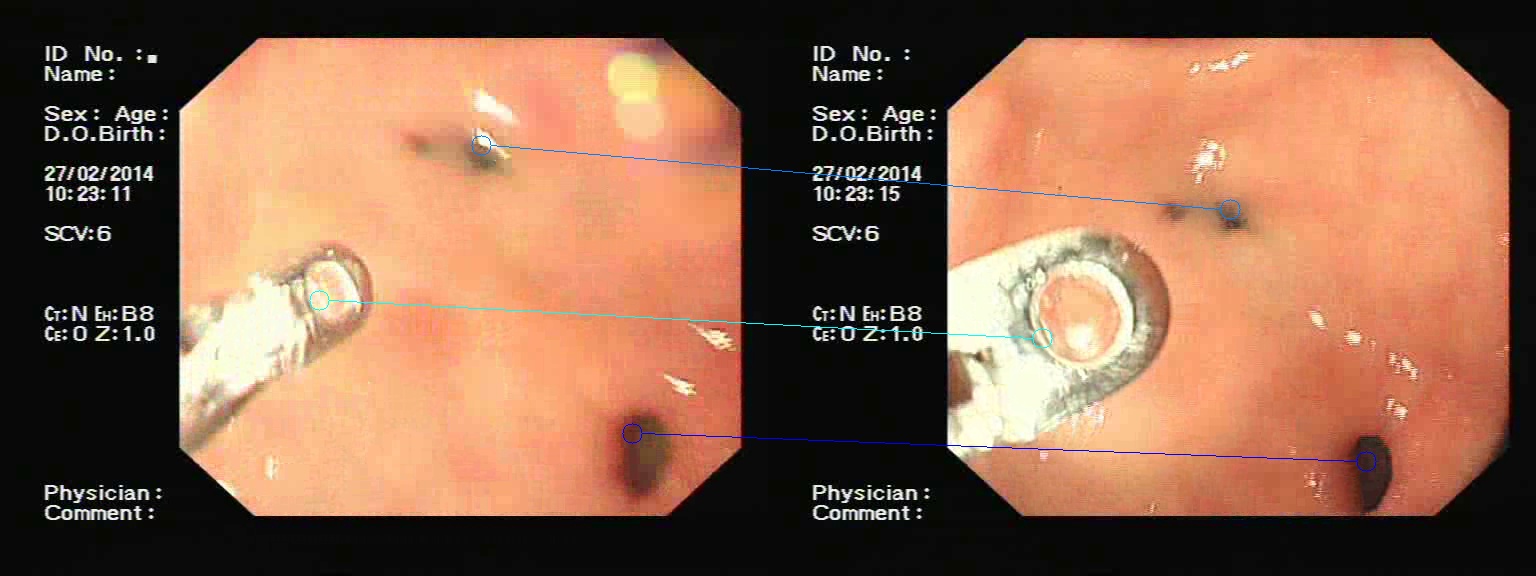 ID No. :
Name:
Sex: Age:
D.O.Birth:
27/02/2014
10:23:11
SCV:6
CT:N EH:B8
CE:0 Z:1.0
Physician:
Comment:
ID No. :
Name:
Sex: Age:
D.O.Birth:
27/02/2014
10:23:15
SCV:6
CT:N EH:B8
CE:0 Z:1.0
Physician:
Comment: